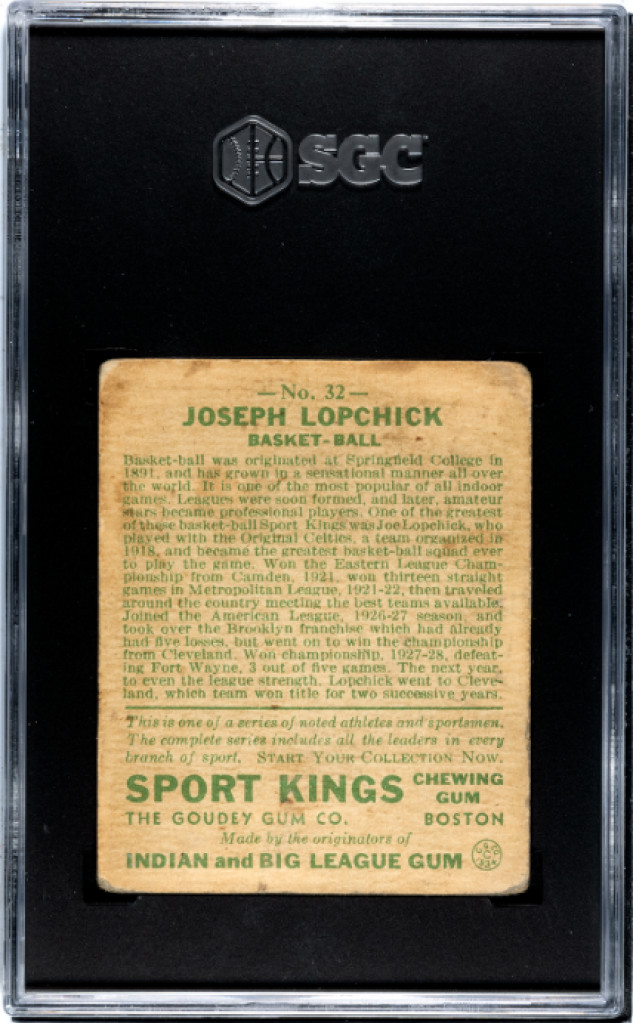 SGC
—No. 32—
JOSEPH LOPCHICK
BASKET-BALL
Basket-ball was originated at Springfield College in
1891, and has grown in a sensational manner all over
the world. It is one of the most popular of all indoor
games. Leagues were soon formed, and later, amateur
stars became professional players. One of the greatest
of these basket-ball Sport Kings was Joe Lopchick, who
played with the Original Celtics, a team organized in
1918, and became the greatest basket-ball squad ever
to play the game. Won the Eastern League Cham-
pionship from Camden, 1921, won thirteen straight
games in Metropolitan League, 1921-22, then traveled
around the country meeting the best teams available.
Joined the American League, 1926-27 season, and
took over the Brooklyn franchise which had already
had five losses, but went on to win the championship
from Cleveland. Won championship, 1927-28, defeat-
ing Fort Wayne, 3 out of five games. The next year,
to even the league strength, Lopchick went to Cleve-
land, which team won title for two successive years.
This is one of a series of noted athletes and sportsmen.
The complete series includes all the leaders in every
branch of sport. START YOUR COLLECTION NOW.
SPORT KINGS CHEWING GUM
THE GOUDEY GUM CO. BOSTON
Made by the originators of
INDIAN and BIG LEAGUE GUM